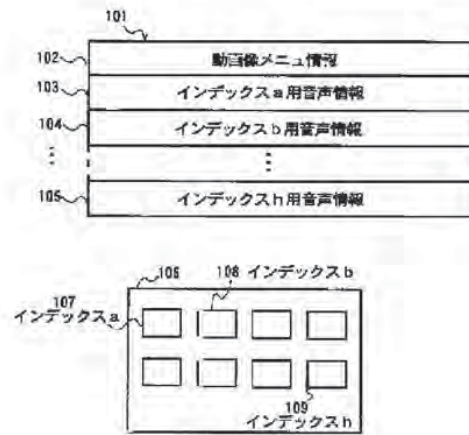 101
102 動画像メニュー情報
103 インデックスa用音声情報
104 インデックスb用音声情報
⋮ ⋮
105 インデックスh用音声情報
106 108 インデックスb
107
インデックスa
109
インデックスh